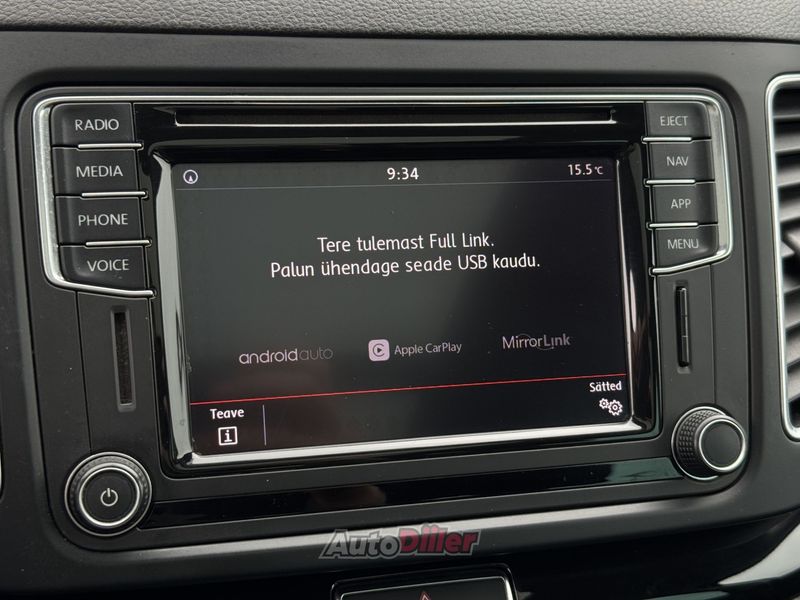 RADIO
MEDIA
PHONE
VOICE
EJECT
NAV
APP
MENU
9:34
15.5°C
Tere tulemast Full Link.
Palun ühendage seade USB kaudu.
androidauto
Apple CarPlay
MirrorLink
Teave
Sätted
AutoDiller